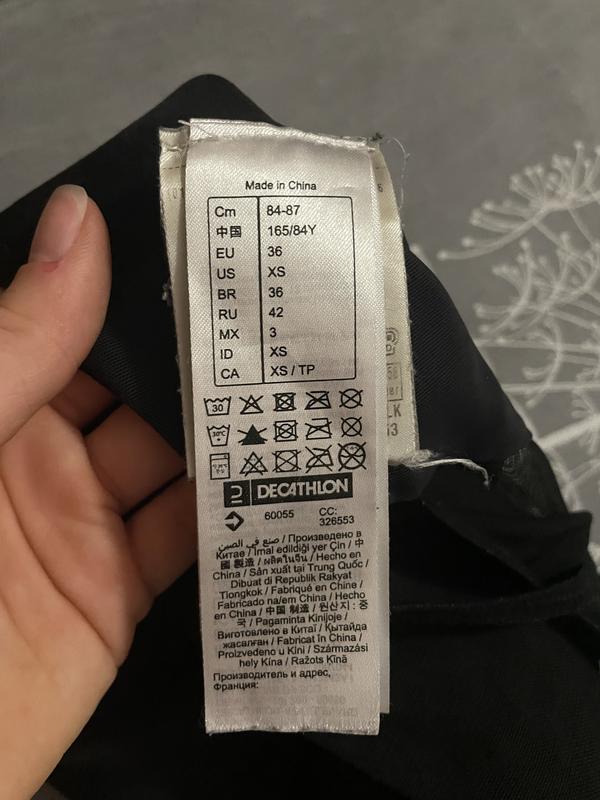 Made in China
Cm 84-87
中国 165/84Y
EU 36
US XS
BR 36
RU 42
MX 3
ID XS
CA XS / TP
30
30°C
DECATHLON
60055 CC:
326553
صنع في الصين / Произведено в
Китае / İmal edildiği yer Çin / 中
國 製造 / ผลิตในจีน / Hecho en
China / Sản xuất tại Trung Quốc /
Dibuat di Republik Rakyat
Tiongkok / Fabriqué en Chine /
Fabricado na/em China / Hecho
en China / 中国 制造 / 원산지 : 중
국 / Pagaminta Kinijoje /
Виготовлено в Китаї / Қытайда
жасалған / Fabricat în China /
Proizvedeno u Kini / Származási
hely Kína / Ražots Ķīnā
Производитель и адрес,
Франция:
LK
53